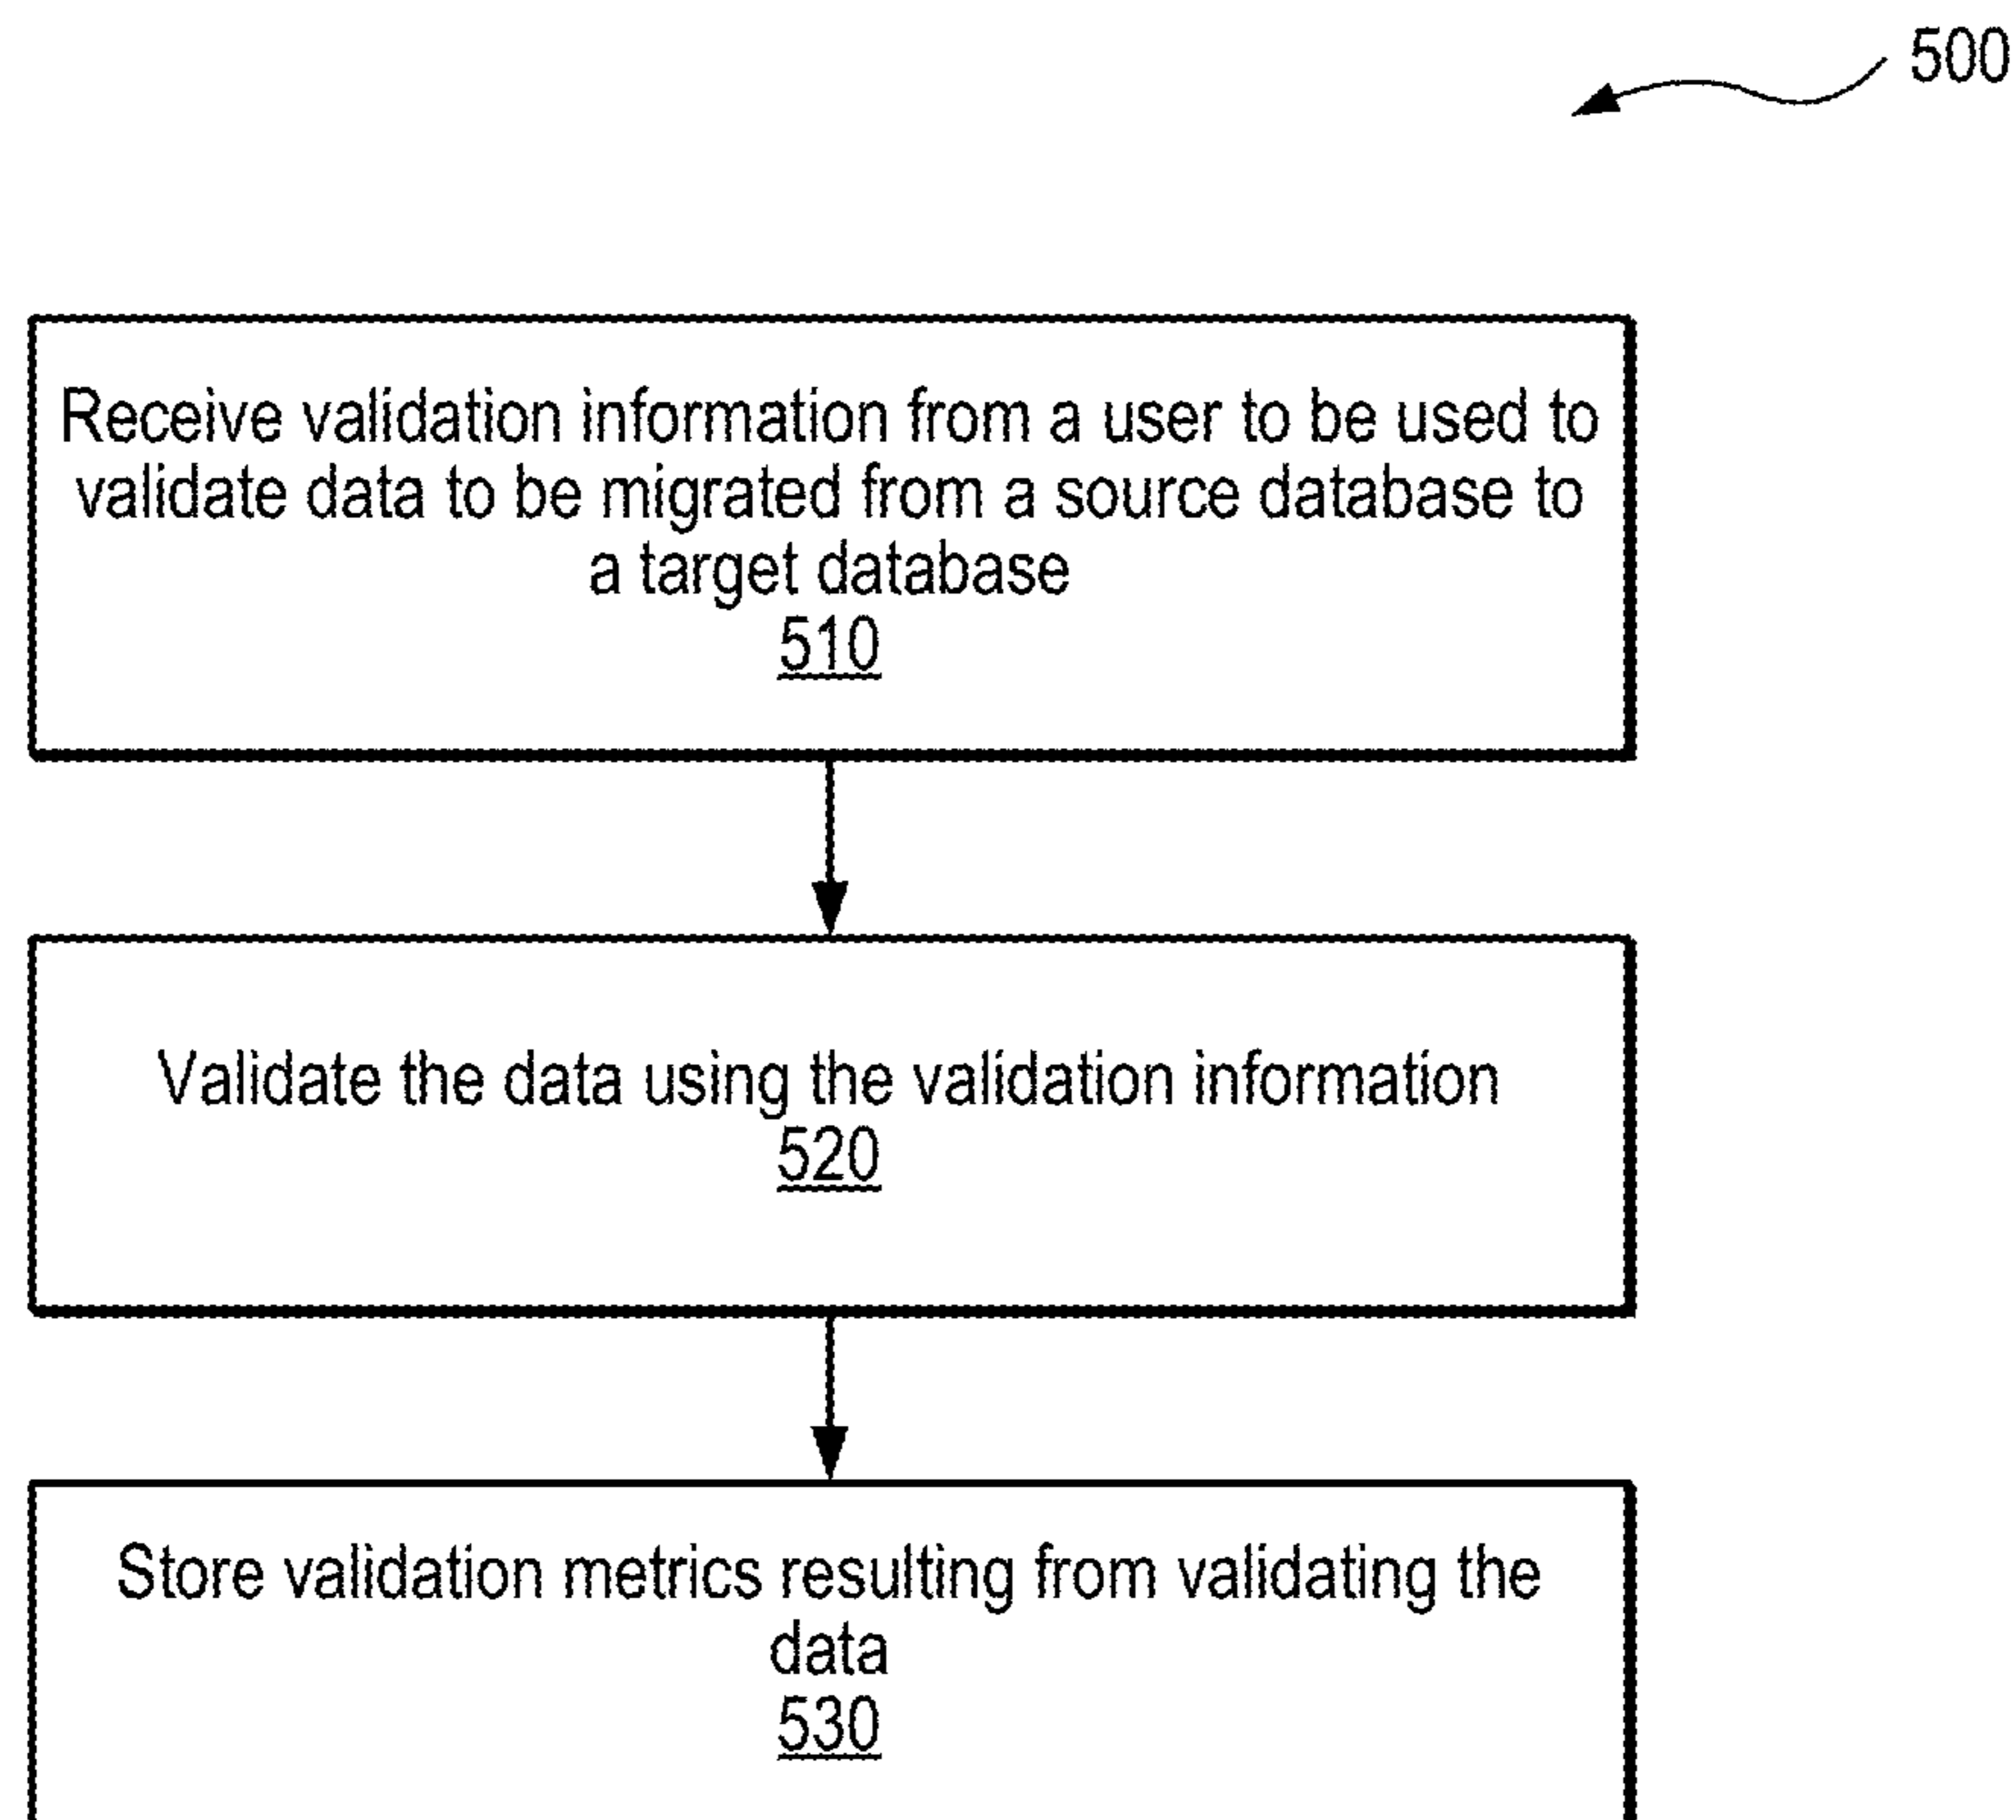 500
Receive validation information from a user to be used to
validate data to be migrated from a source database to
a target database
510
Validate the data using the validation information
520
Store validation metrics resulting from validating the
data
530